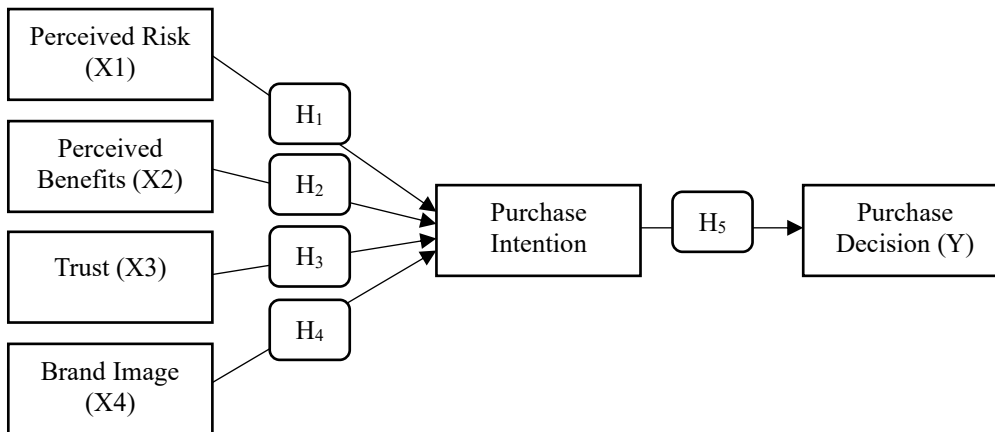 Perceived Risk
(X1)
H₁
Perceived
Benefits (X2)
H₂
Trust (X3)
H₃
Brand Image
(X4)
H₄
Purchase
Intention
H₅
Purchase
Decision (Y)